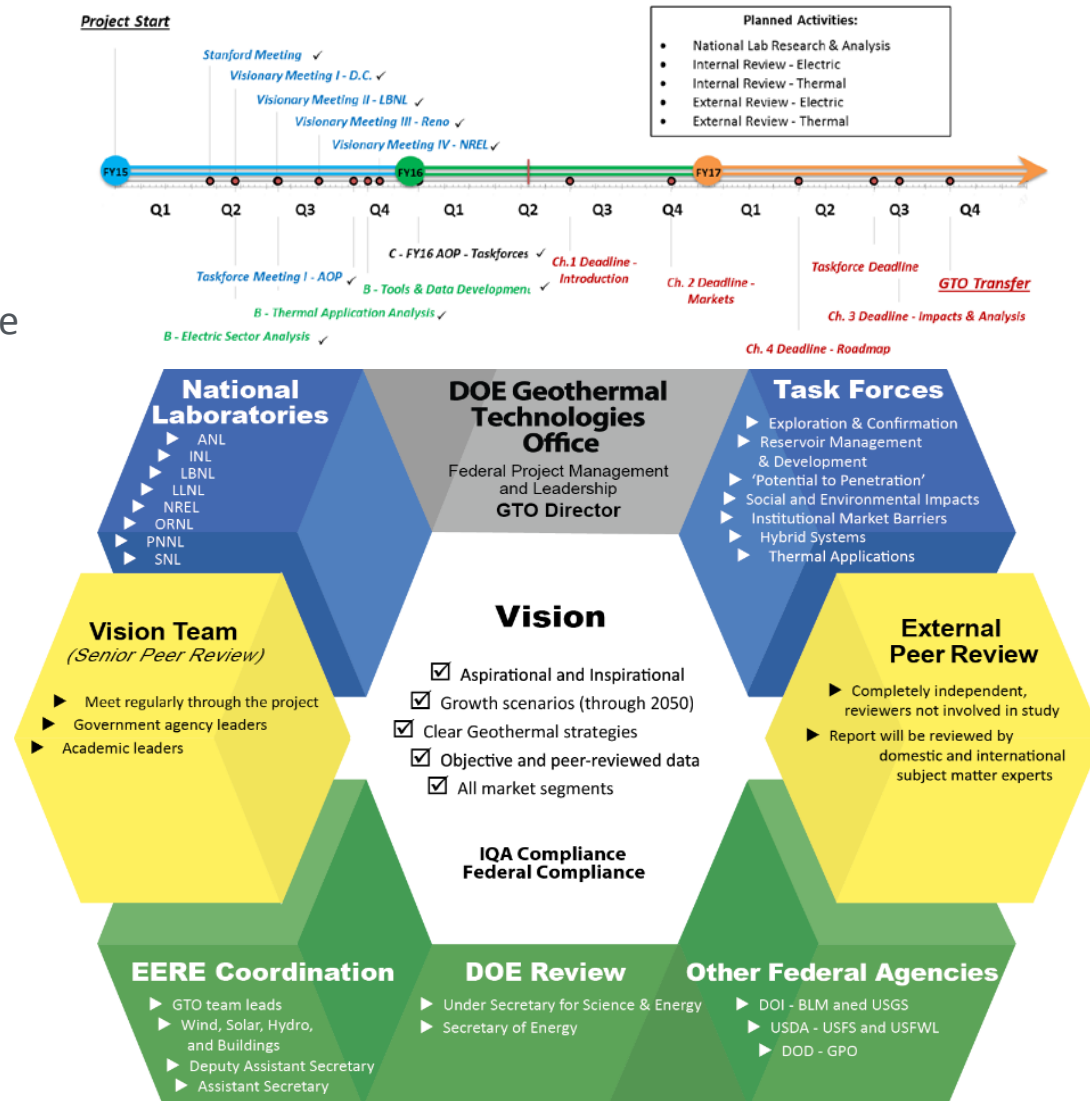 Project Start
Planned Activities:
• National Lab Research & Analysis
• Internal Review - Electric
• Internal Review - Thermal
• External Review - Electric
• External Review - Thermal
Stanford Meeting ✓
Visionary Meeting I - D.C. ✓
Visionary Meeting II - LBNL ✓
Visionary Meeting III - Reno ✓
Visionary Meeting IV - NREL ✓
FY15 FY16 FY17
Q1 Q2 Q3 Q4 Q1 Q2 Q3 Q4 Q1 Q2 Q3 Q4
C - FY16 AOP - Taskforces ✓
Taskforce Meeting I - AOP ✓
B - Tools & Data Development ✓
B - Thermal Application Analysis ✓
B - Electric Sector Analysis ✓
Ch.1 Deadline -
Introduction
Ch. 2 Deadline -
Markets
Taskforce Deadline
GTO Transfer
Ch. 3 Deadline - Impacts & Analysis
Ch. 4 Deadline - Roadmap
e
National
Laboratories
▶ ANL
▶ INL
▶ LBNL
▶ LLNL
▶ NREL
▶ ORNL
▶ PNNL
▶ SNL
DOE Geothermal
Technologies
Office
Federal Project Management
and Leadership
GTO Director
Task Forces
▶ Exploration & Confirmation
▶ Reservoir Management
& Development
▶ ‘Potential to Penetration’
▶ Social and Environmental Impacts
▶ Institutional Market Barriers
▶ Hybrid Systems
▶ Thermal Applications
Vision Team
(Senior Peer Review)
▶ Meet regularly through the project
▶ Government agency leaders
▶ Academic leaders
Vision
☑ Aspirational and Inspirational
☑ Growth scenarios (through 2050)
☑ Clear Geothermal strategies
☑ Objective and peer-reviewed data
☑ All market segments
IQA Compliance
Federal Compliance
External
Peer Review
▶ Completely independent,
reviewers not involved in study
▶ Report will be reviewed by
domestic and international
subject matter experts
EERE Coordination
▶ GTO team leads
▶ Wind, Solar, Hydro,
and Buildings
▶ Deputy Assistant Secretary
▶ Assistant Secretary
DOE Review
▶ Under Secretary for Science & Energy
▶ Secretary of Energy
Other Federal Agencies
▶ DOI - BLM aned USGS
▶ USDA - USFS and USFWL
▶ DOD - GPO